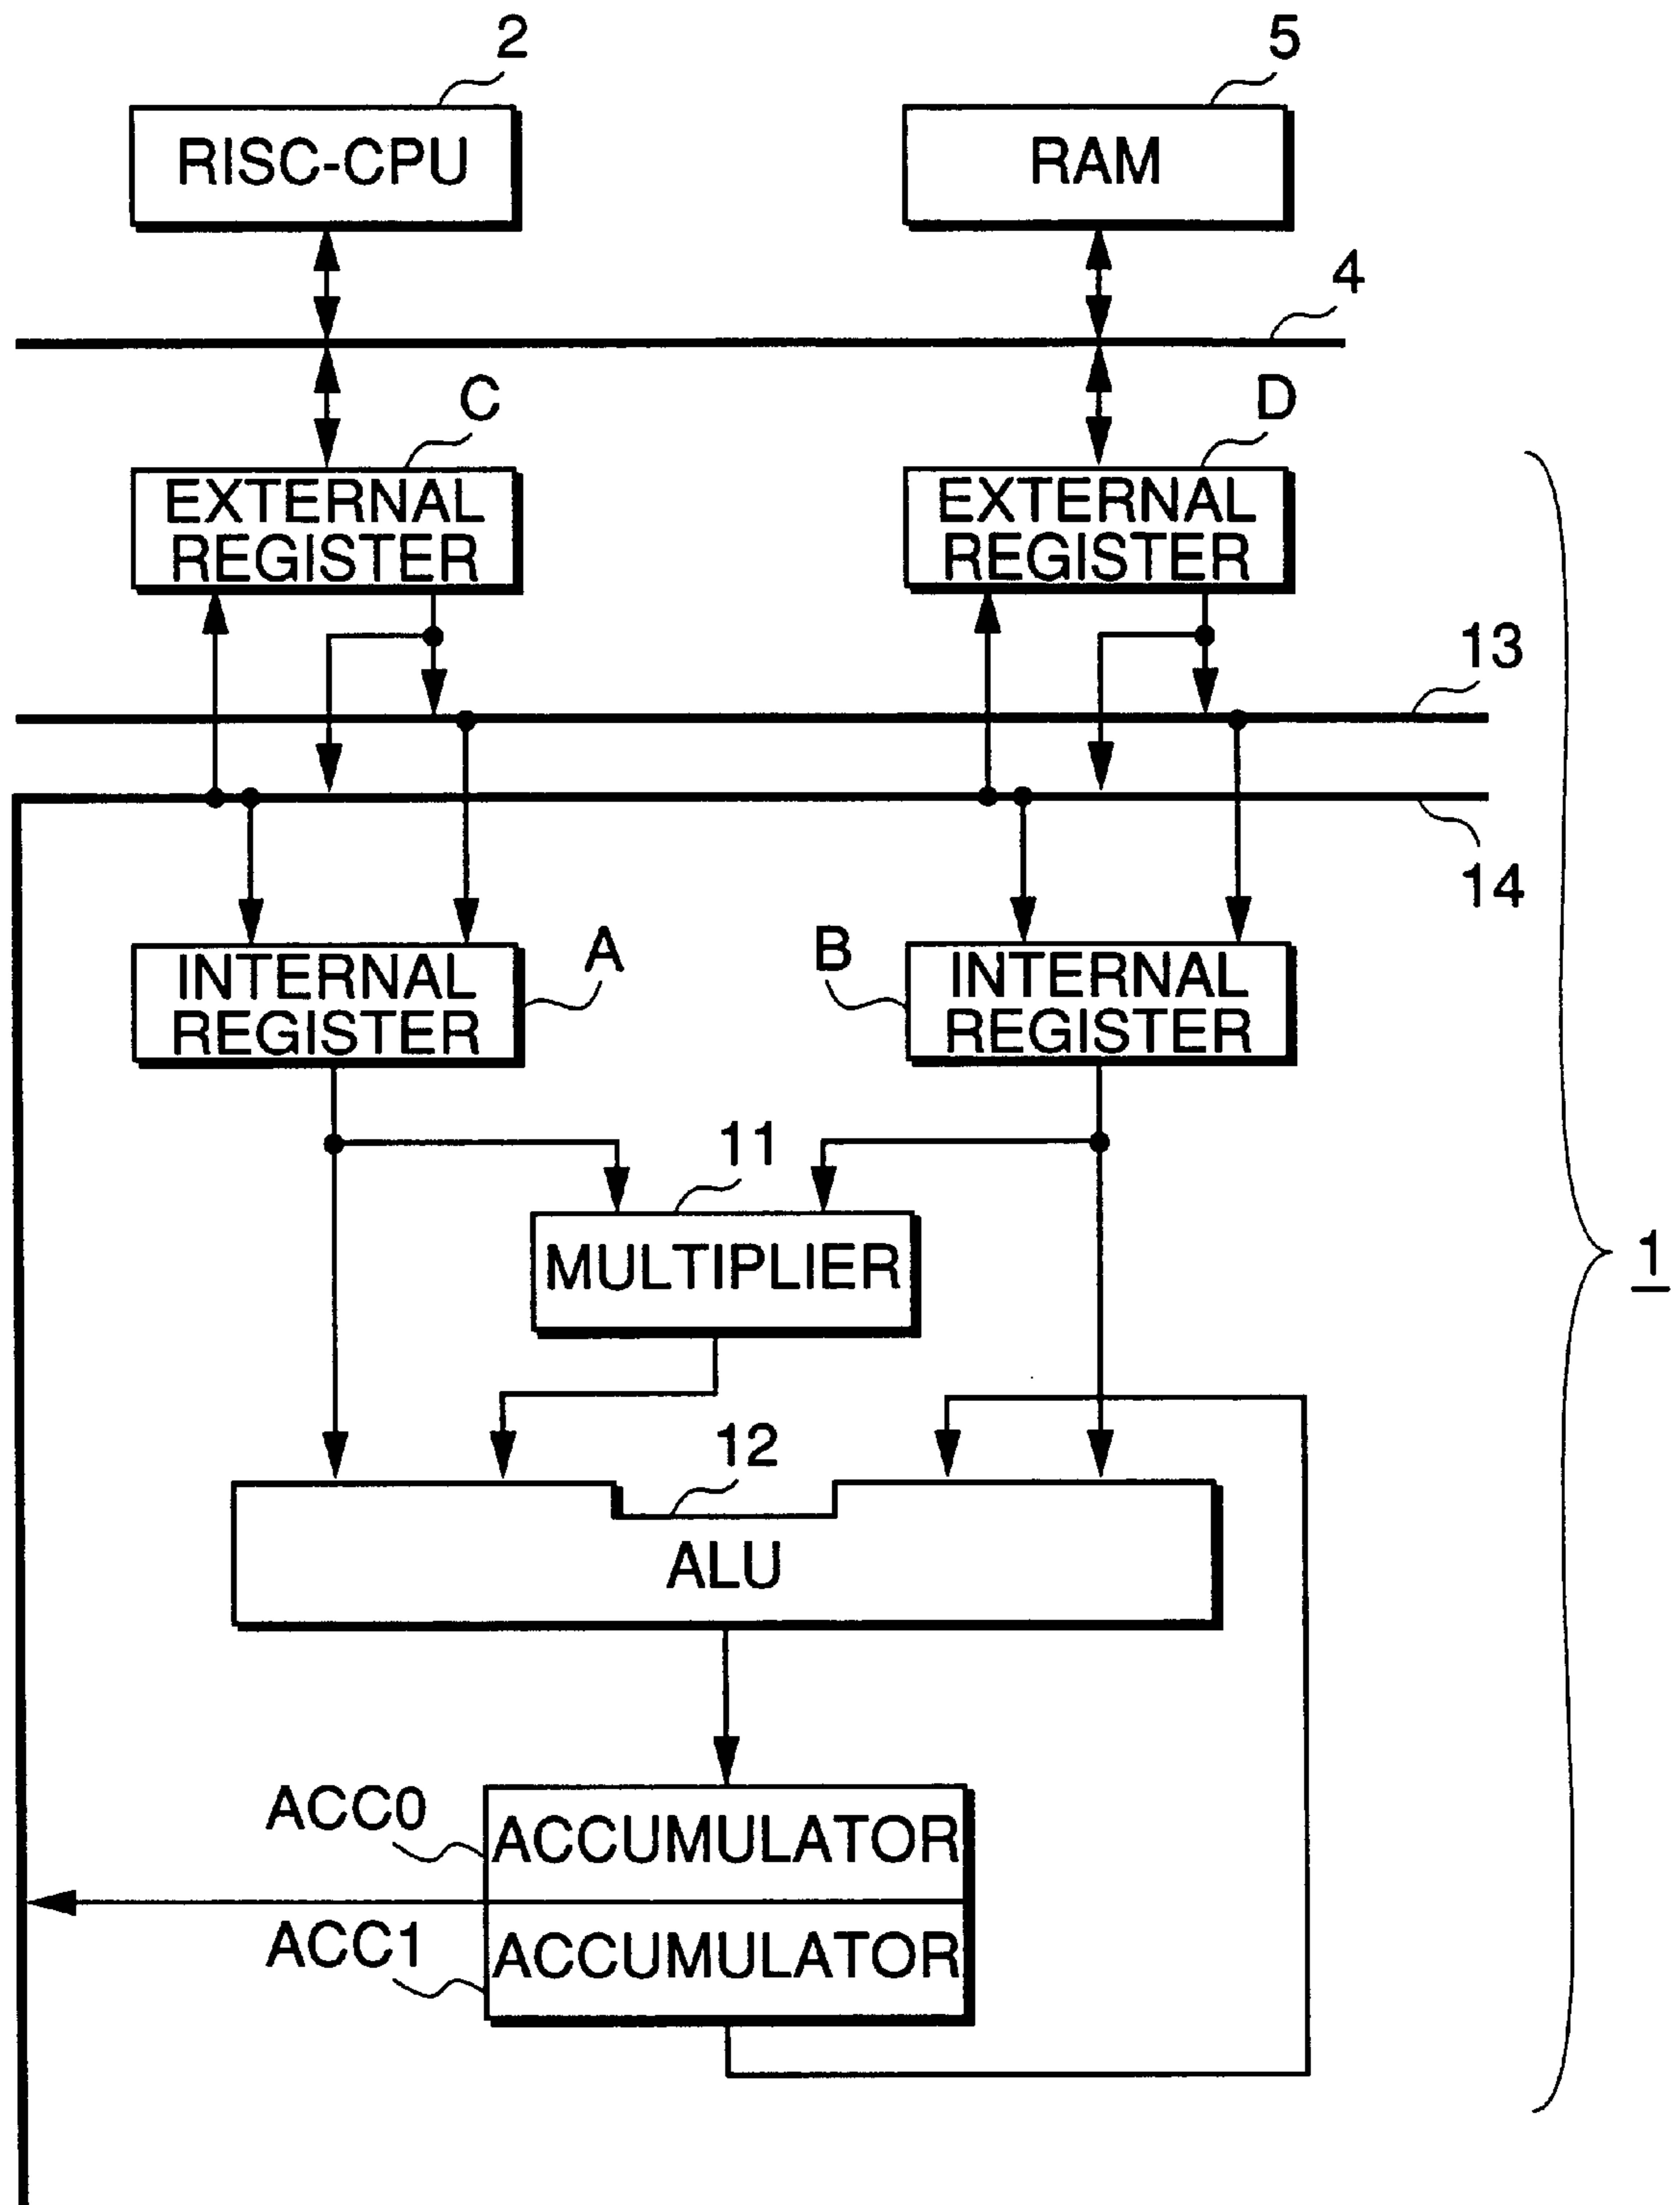 2
5
RISC-CPU
RAM
4
C
D
EXTERNAL
REGISTER
EXTERNAL
REGISTER
13
14
A
B
INTERNAL
REGISTER
INTERNAL
REGISTER
11
MULTIPLIER
1
12
ALU
ACC0
ACCUMULATOR
ACC1
ACCUMULATOR